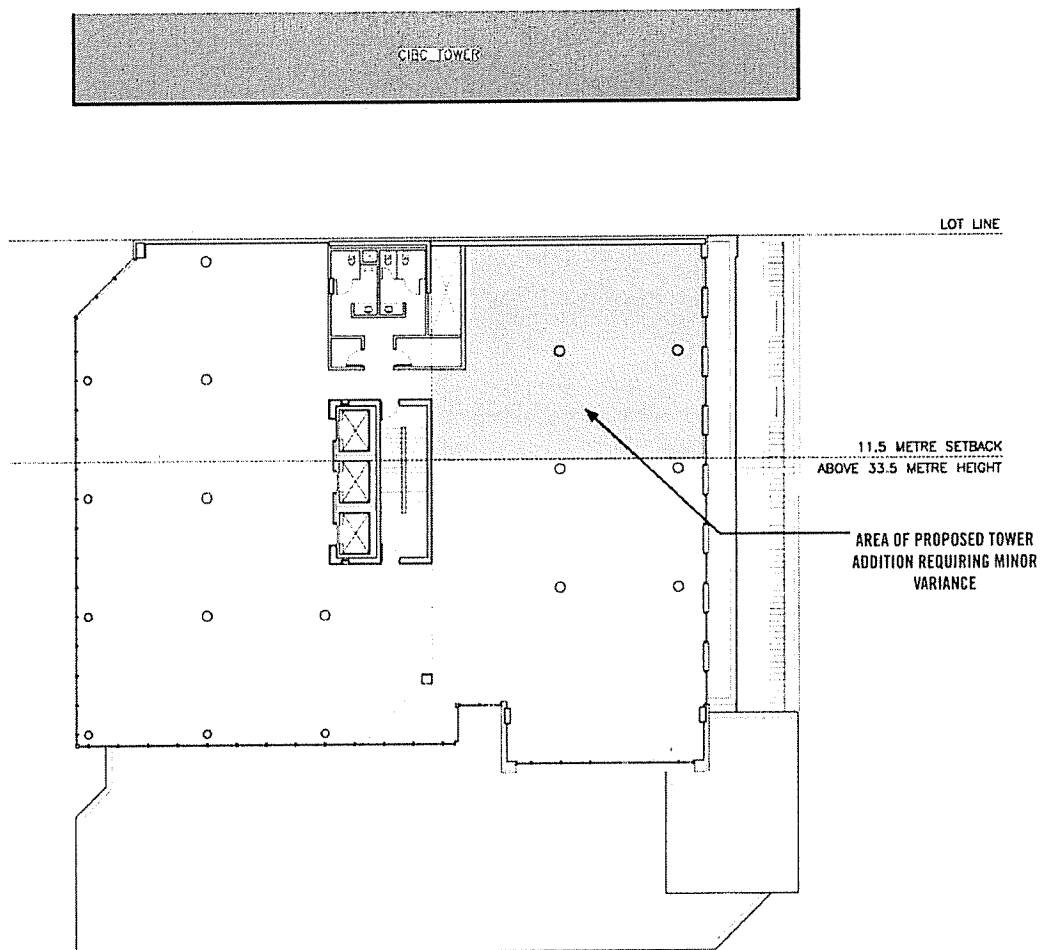 CIBC TOWER
LOT LINE
11.5 METRE SETBACK
ABOVE 33.5 METRE HEIGHT
AREA OF PROPOSED TOWER
ADDITION REQUIRING MINOR
VARIANCE